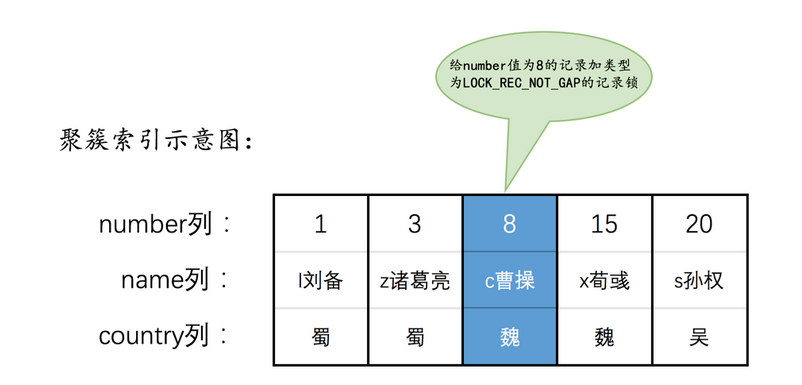 给number值为8的记录加类型
为LOCK_REC_NOT_GAP的记录锁
聚簇索引示意图：
number列： 1 3 8 15 20
name列： l刘备 z诸葛亮 c曹操 x荀彧 s孙权
country列： 蜀 蜀 魏 魏 吴